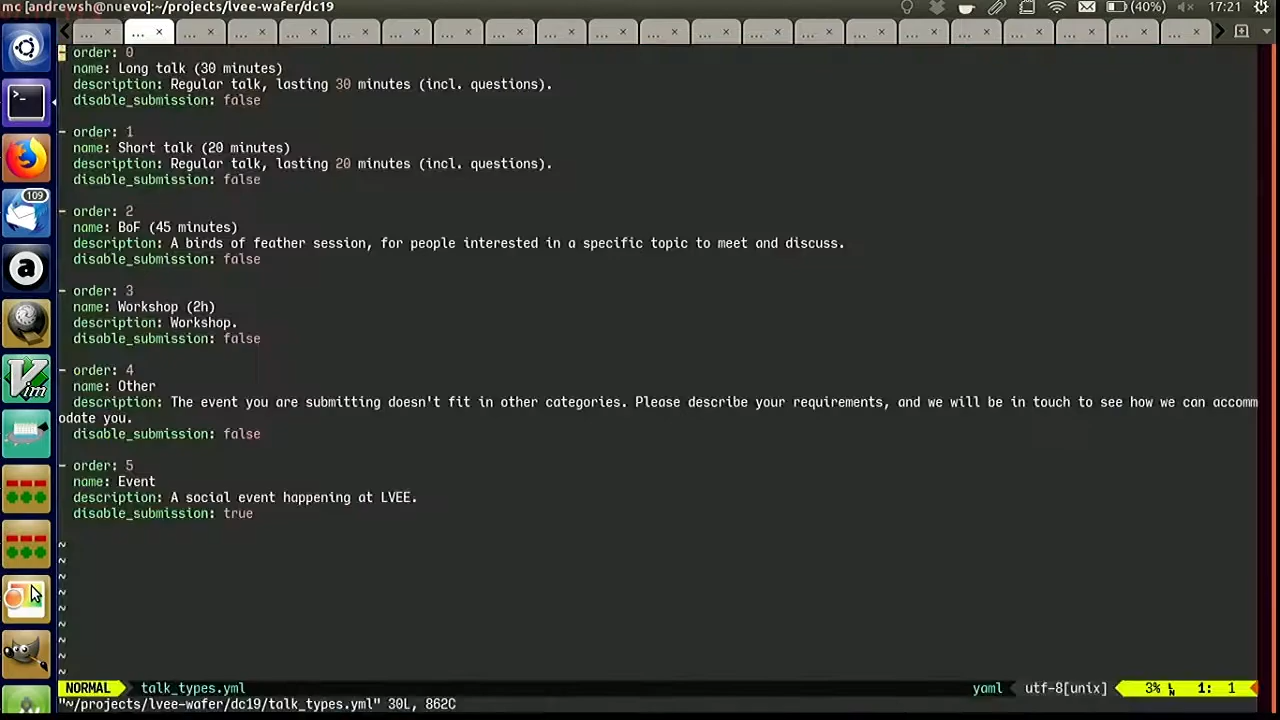 mc [andrewsh@nuevo]:~/projects/lvee-wafer/dc19 (40%) 17:21
- order: 0
name: Long talk (30 minutes)
description: Regular talk, lasting 30 minutes (incl. questions).
disable_submission: false
- order: 1
name: Short talk (20 minutes)
description: Regular talk, lasting 20 minutes (incl. questions).
disable_submission: false
- order: 2
name: BoF (45 minutes)
description: A birds of feather session, for people interested in a specific topic to meet and discuss.
disable_submission: false
- order: 3
name: Workshop (2h)
description: Workshop.
disable_submission: false
- order: 4
name: Other
description: The event you are submitting doesn't fit in other categories. Please describe your requirements, and we will be in touch to see how we can accomm
odate you.
disable_submission: false
- order: 5
name: Event
description: A social event happening at LVEE.
disable_submission: true
~
~
~
~
~
~
~
~
~
NORMAL talk_types.yml yaml utf-8[unix] 3% 1: 1
"~/projects/lvee-wafer/dc19/talk_types.yml" 30L, 862C
109
a
Vim